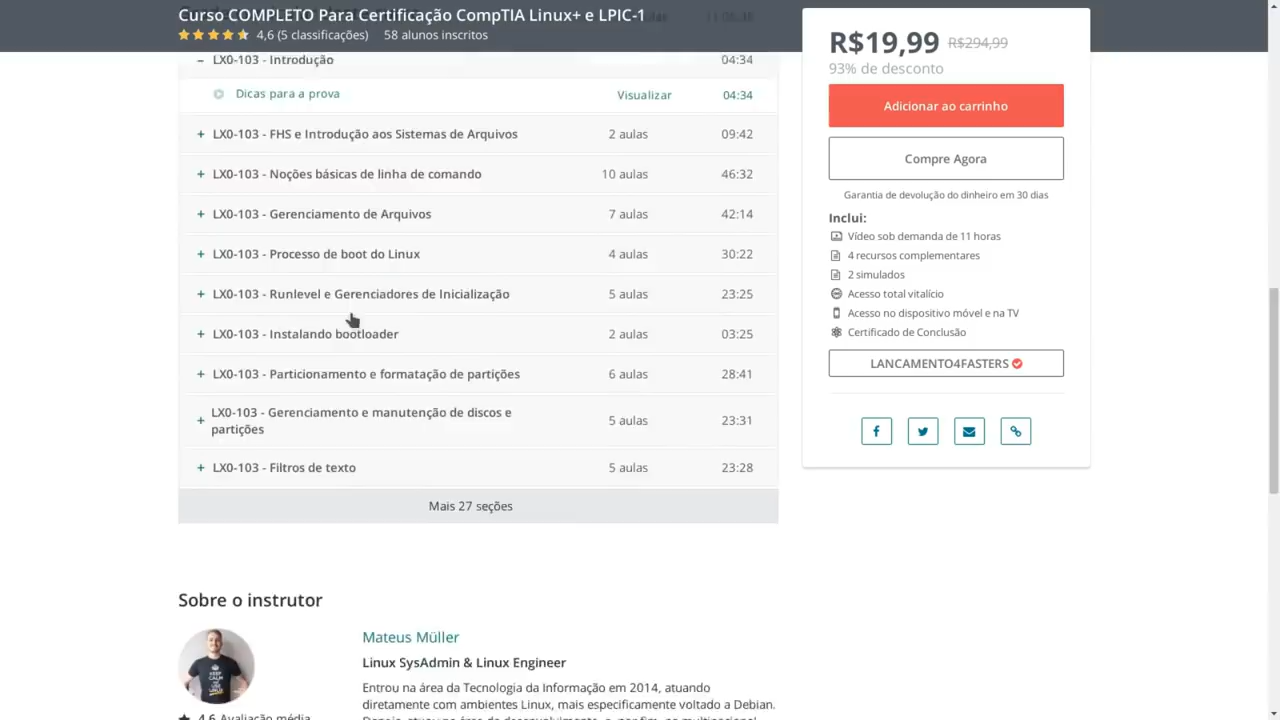 Curso COMPLETO Para Certificação CompTIA Linux+ e LPIC-1
4,6 (5 classificações) 58 alunos inscritos
– LX0-103 - Introdução 04:34
Dicas para a prova Visualizar 04:34
+ LX0-103 - FHS e Introdução aos Sistemas de Arquivos 2 aulas 09:42
+ LX0-103 - Noções básicas de linha de comando 10 aulas 46:32
+ LX0-103 - Gerenciamento de Arquivos 7 aulas 42:14
+ LX0-103 - Processo de boot do Linux 4 aulas 30:22
+ LX0-103 - Runlevel e Gerenciadores de Inicialização 5 aulas 23:25
+ LX0-103 - Instalando bootloader 2 aulas 03:25
+ LX0-103 - Particionamento e formatação de partições 6 aulas 28:41
+ LX0-103 - Gerenciamento e manutenção de discos e
partições 5 aulas 23:31
+ LX0-103 - Filtros de texto 5 aulas 23:28
Mais 27 seções
R$19,99 R$294,99
93% de desconto
Adicionar ao carrinho
Compre Agora
Garantia de devolução do dinheiro em 30 dias
Inclui:
Vídeo sob demanda de 11 horas
4 recursos complementares
2 simulados
Acesso total vitalício
Acesso no dispositivo móvel e na TV
Certificado de Conclusão
LANCAMENTO4FASTERS
Sobre o instrutor
Mateus Müller
Linux SysAdmin & Linux Engineer
Entrou na área da Tecnologia da Informação em 2014, atuando
diretamente com ambientes Linux, mais especificamente voltado a Debian.
4,6 Avaliação média